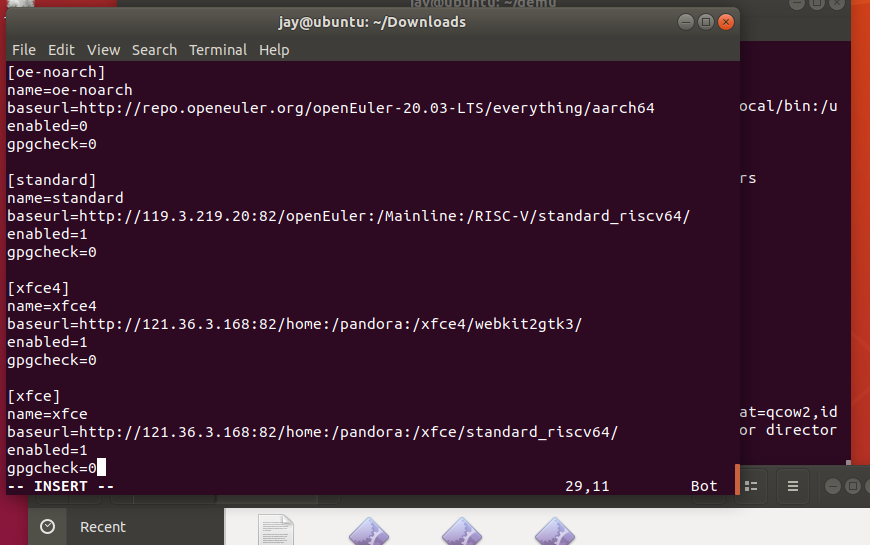 jay@ubuntu: ~/demu
jay@ubuntu: ~/Downloads
File Edit View Search Terminal Help
[oe-noarch]
name=oe-noarch
baseurl=http://repo.openeuler.org/openEuler-20.03-LTS/everything/aarch64
enabled=0
gpgcheck=0
[standard]
name=standard
baseurl=http://119.3.219.20:82/openEuler:/Mainline:/RISC-V/standard_riscv64/
enabled=1
gpgcheck=0
[xfce4]
name=xfce4
baseurl=http://121.36.3.168:82/home:/pandora:/xfce4/webkit2gtk3/
enabled=1
gpgcheck=0
[xfce]
name=xfce
baseurl=http://121.36.3.168:82/home:/pandora:/xfce/standard_riscv64/
enabled=1
gpgcheck=0
-- INSERT -- 29,11 Bot
ocal/bin:/u
rs
at=qcow2,id
or director
Recent